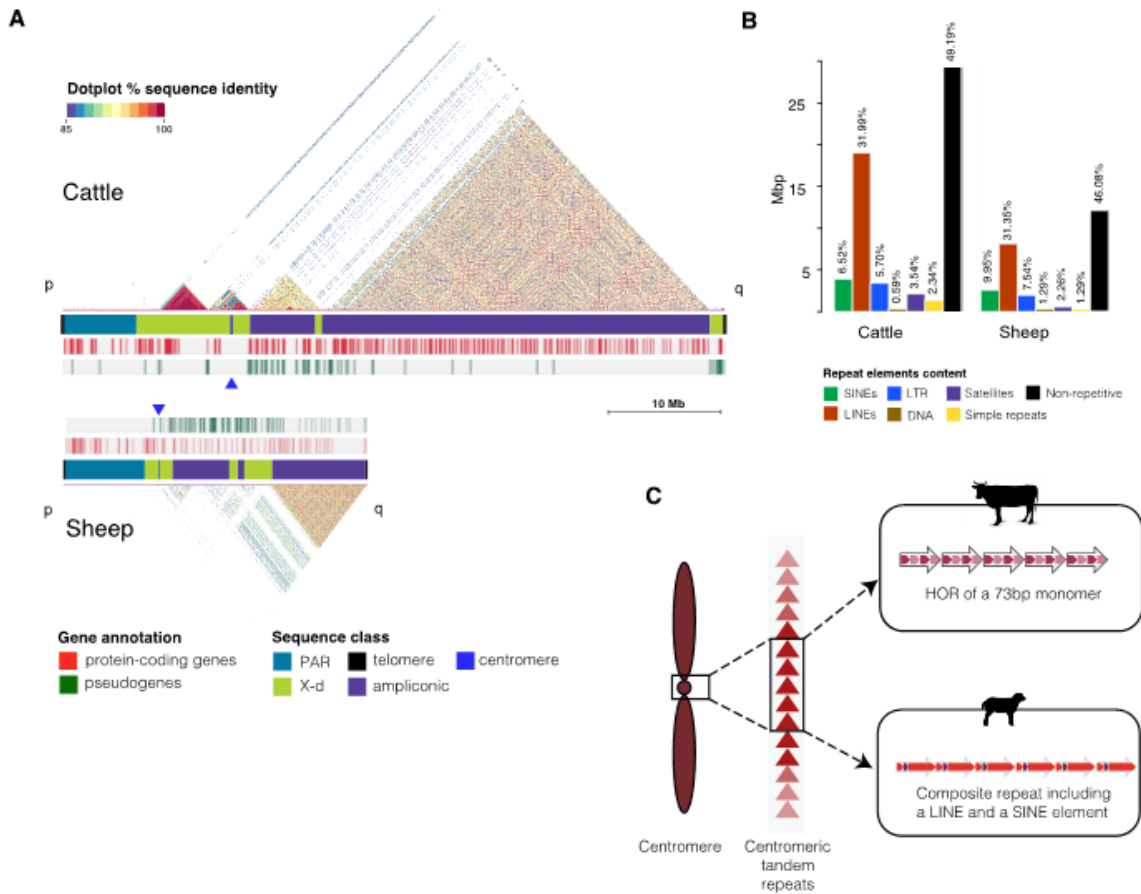 A
Dotplot % sequence identity
85 100
Cattle
p
q
10 Mb
p
q
Sheep
Gene annotation
protein-coding genes
pseudogenes
Sequence class
PAR
telomere
centromere
X-d
ampliconic
B
Mbp
25
15
5
6.52%
31.99%
5.70%
0.59%
3.54%
2.34%
49.19%
9.95%
31.35%
7.54%
1.29%
2.26%
1.29%
46.08%
Cattle
Sheep
Repeat elements content
SINEs
LTR
Satellites
Non-repetitive
LINEs
DNA
Simple repeats
C
HOR of a 73bp monomer
Composite repeat including
a LINE and a SINE element
Centromere
Centromeric
tandem
repeats